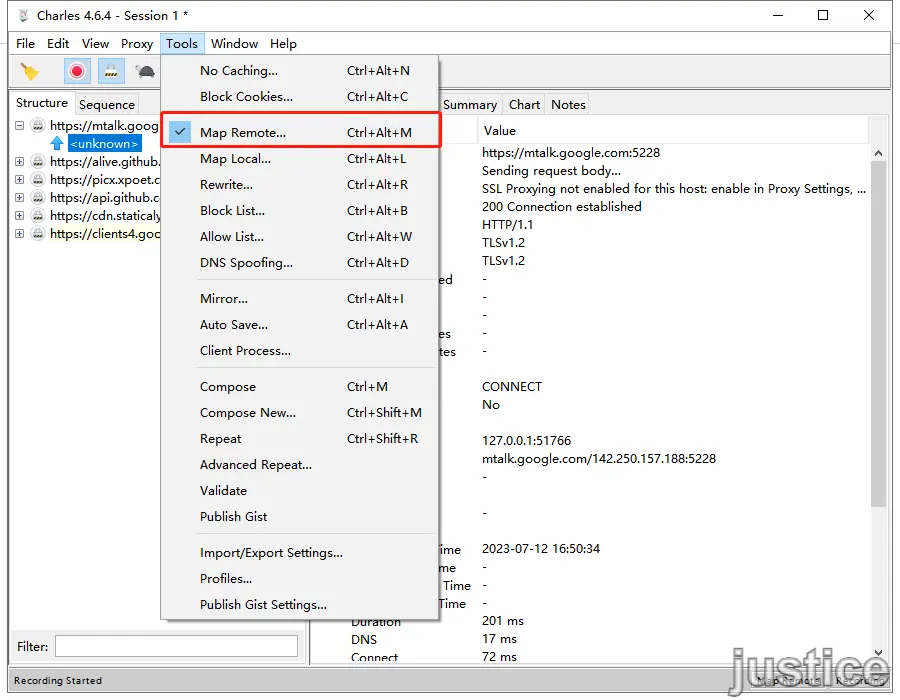 Charles 4.6.4 - Session 1 *
File Edit View Proxy Tools Window Help
Structure Sequence
Summary Chart Notes
https://mtalk.goog
<unknown>
https://alive.github.
https://picx.xpoet.c
https://api.github.c
https://cdn.staticaly
https://clients4.goo
No Caching... Ctrl+Alt+N
Block Cookies... Ctrl+Alt+C
Map Remote... Ctrl+Alt+M
Map Local... Ctrl+Alt+L
Rewrite... Ctrl+Alt+R
Block List... Ctrl+Alt+B
Allow List... Ctrl+Alt+W
DNS Spoofing... Ctrl+Alt+D
Mirror... Ctrl+Alt+I
Auto Save... Ctrl+Alt+A
Client Process...
Compose Ctrl+M
Compose New... Ctrl+Shift+M
Repeat Ctrl+Shift+R
Advanced Repeat...
Validate
Publish Gist
Import/Export Settings...
Profiles...
Publish Gist Settings...
Value
https://mtalk.google.com:5228
Sending request body...
SSL Proxying not enabled for this host: enable in Proxy Settings, ...
200 Connection established
HTTP/1.1
TLSv1.2
TLSv1.2
ed -
-
-
es -
tes -
CONNECT
No
127.0.0.1:51766
mtalk.google.com/142.250.157.188:5228
-
-
ime 2023-07-12 16:50:34
me -
Time -
Time -
Duration 201 ms
DNS 17 ms
Connect 72 ms
Filter:
Recording Started
Map Remote Recording
justice